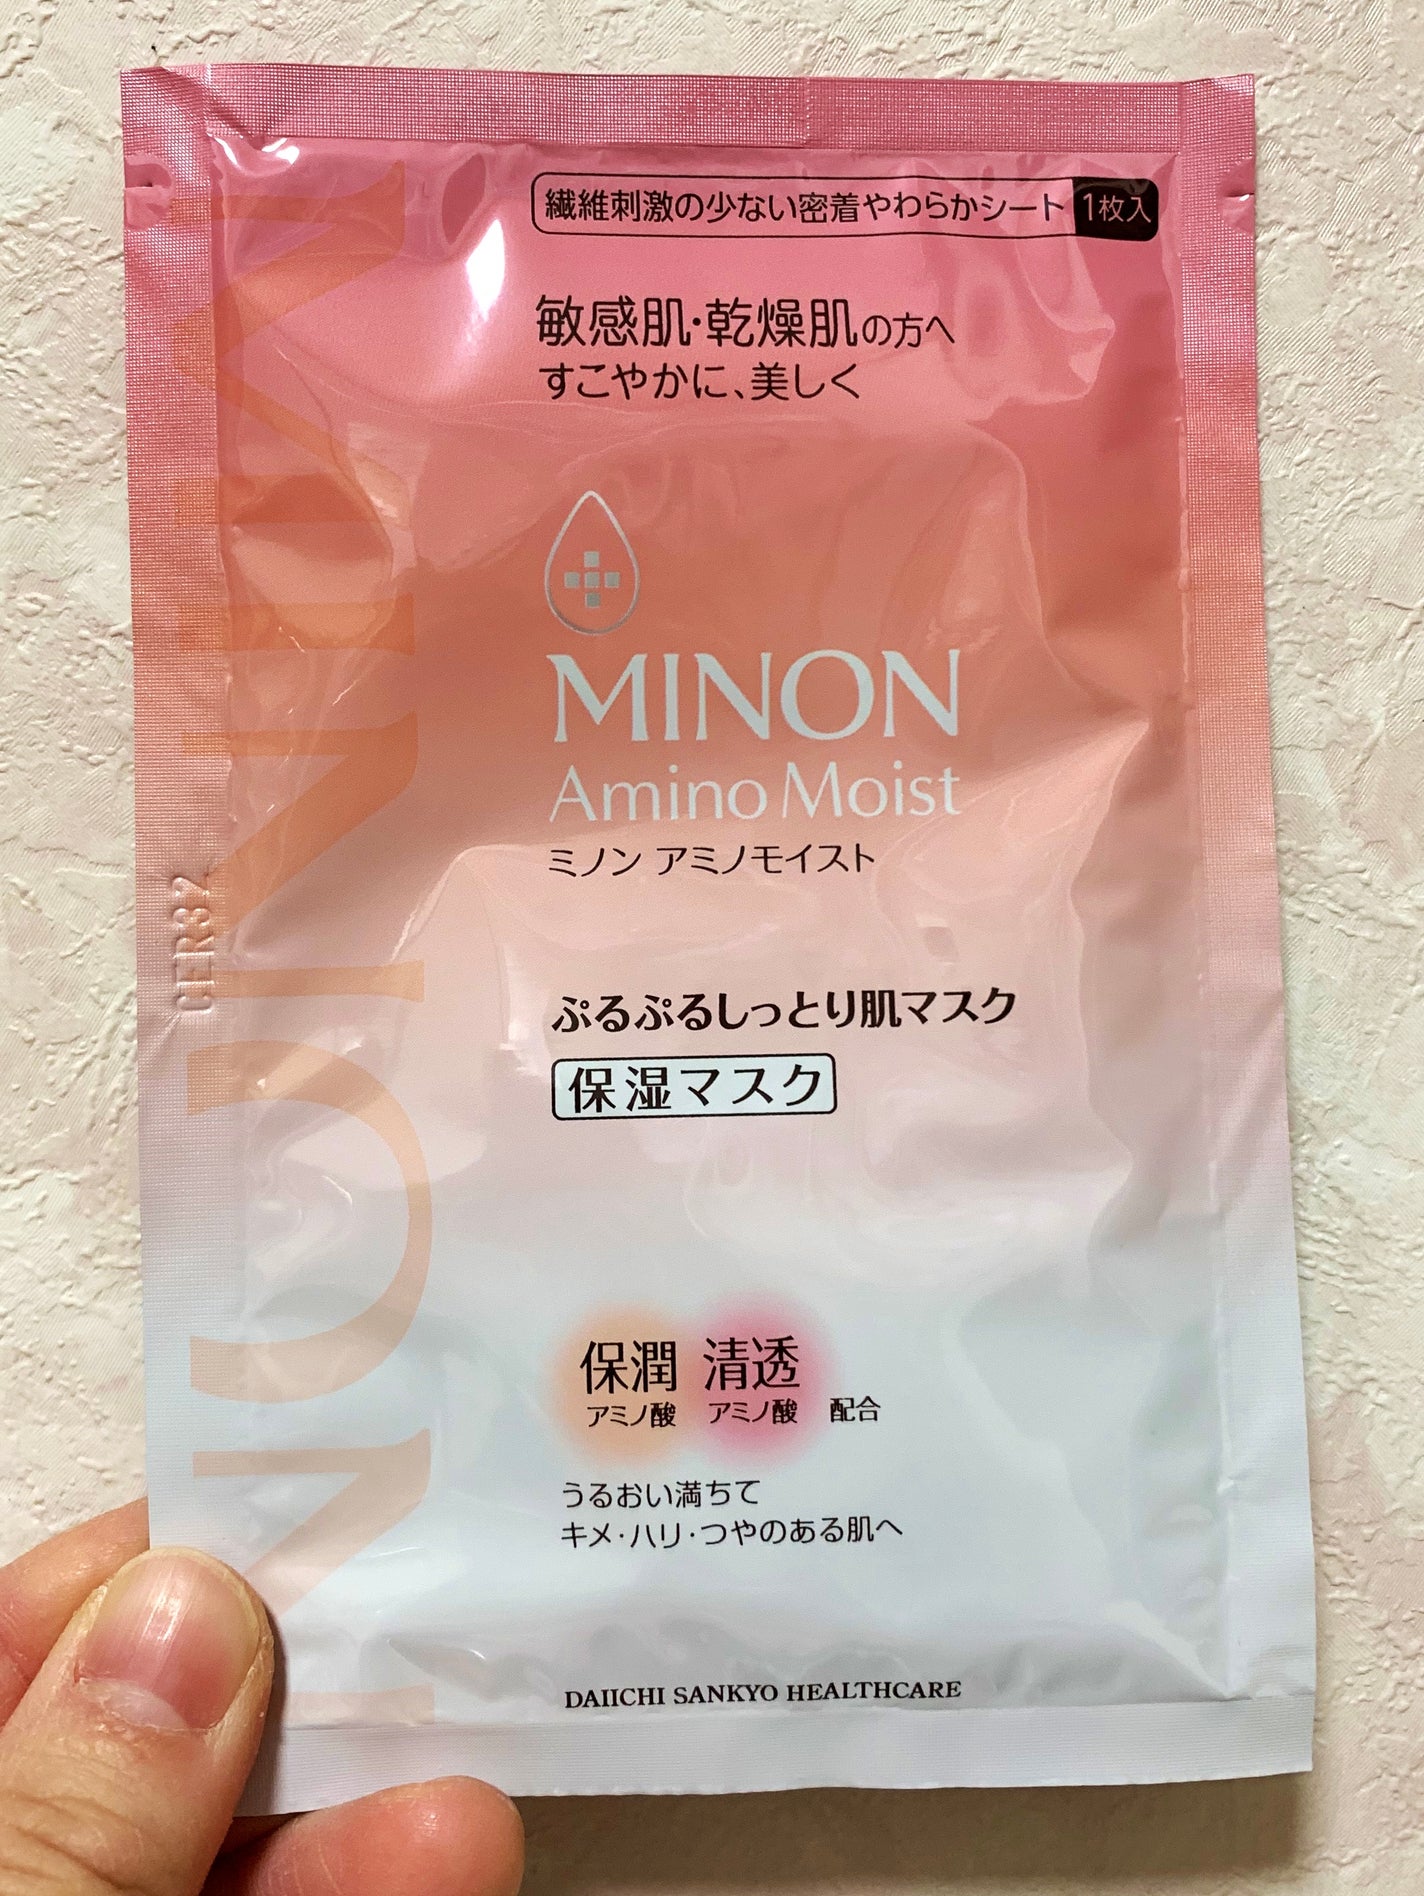 繊維刺激の少ない密着やわらかシート 1枚入
敏感肌・乾燥肌の方へ
すこやかに、美しく
MINON
Amino Moist
ミノン アミノモイスト
ぷるぷるしっとり肌マスク
保湿マスク
保潤 清透
アミノ酸 アミノ酸 配合
うるおい満ちて
キメ・ハリ・つやのある肌へ
DAIICHI SANKYO HEALTHCARE
MINON
CER32